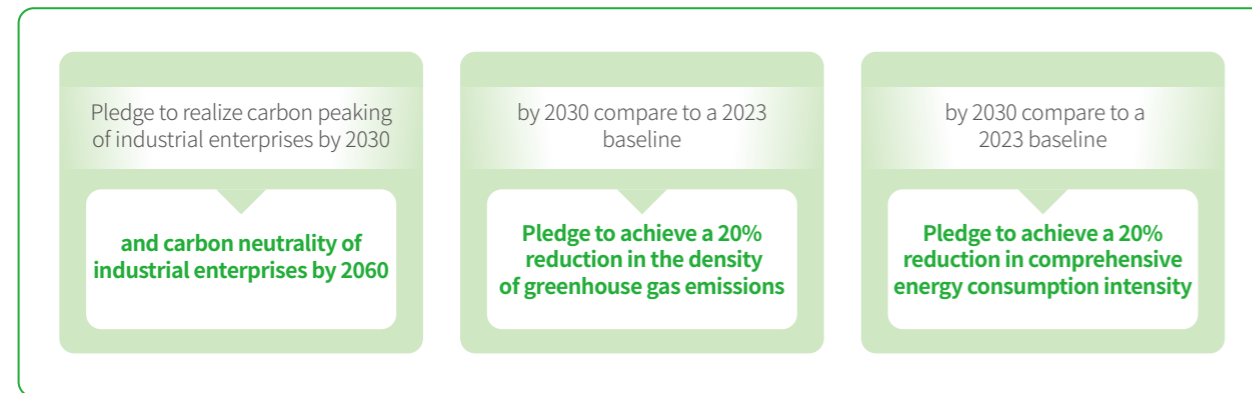 Pledge to realize carbon peaking
of industrial enterprises by 2030
and carbon neutrality of
industrial enterprises by 2060
by 2030 compare to a 2023
baseline
Pledge to achieve a 20%
reduction in the density
of greenhouse gas emissions
by 2030 compare to a
2023 baseline
Pledge to achieve a 20%
reduction in comprehensive
energy consumption intensity